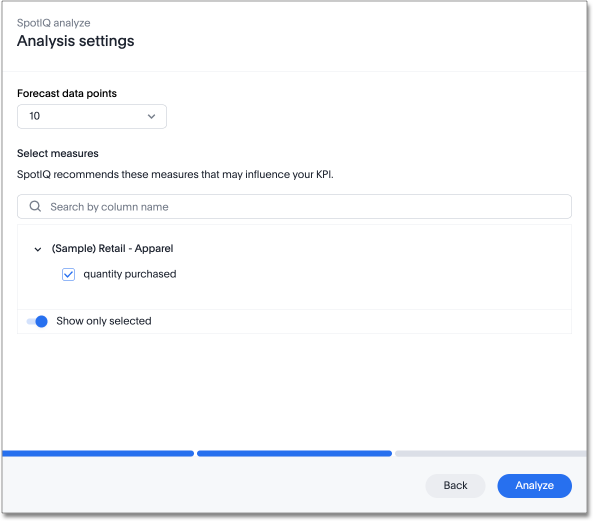 SpotIQ analyze
Analysis settings
Forecast data points
10
Select measures
SpotIQ recommends these measures that may influence your KPI.
Search by column name
(Sample) Retail - Apparel
quantity purchased
Show only selected
Back
Analyze